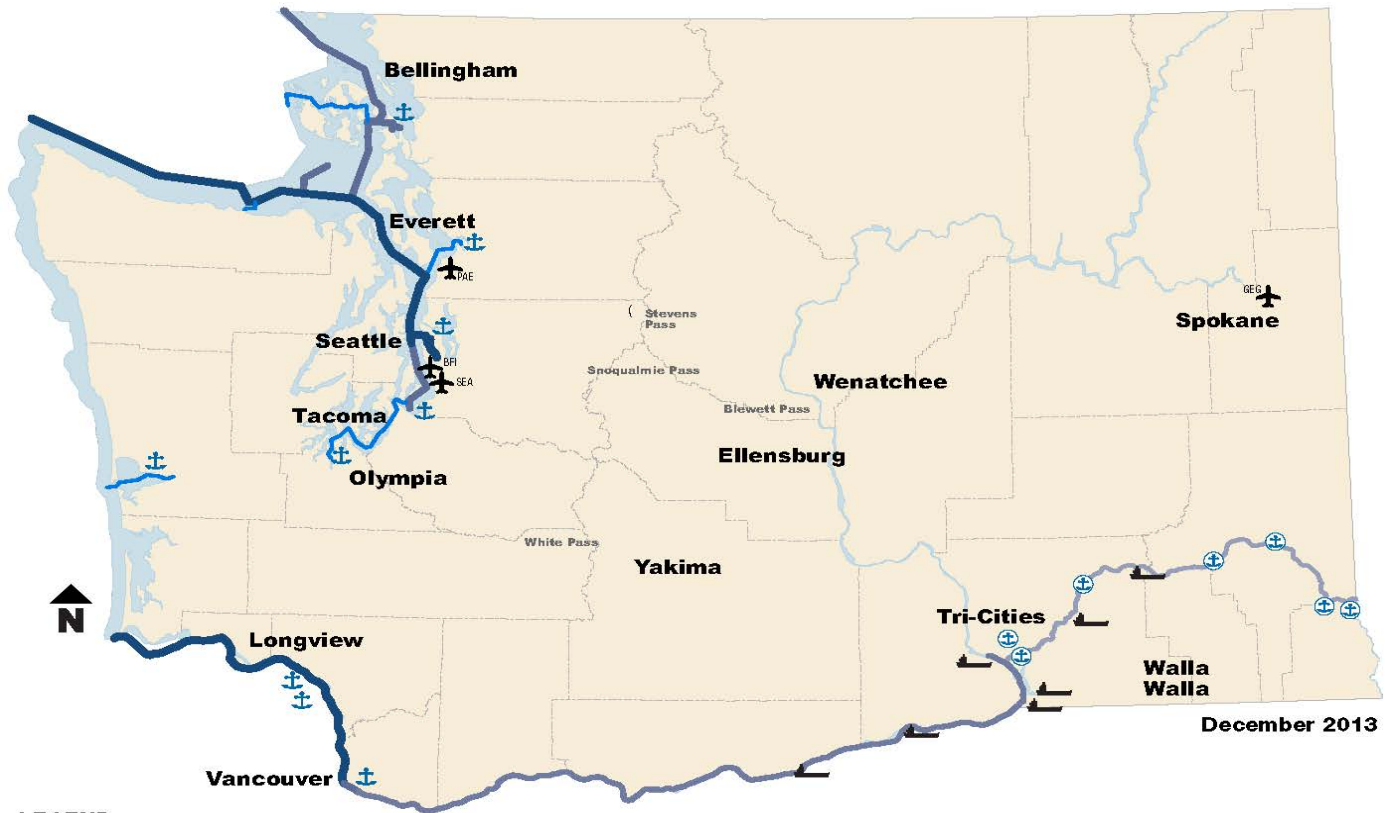 Bellingham
Everett
PAE
GEG
Spokane
Stevens
Pass
Seattle
BFI
SEA
Snoqualmie Pass
Wenatchee
Blewett Pass
Tacoma
Ellensburg
Olympia
White Pass
Yakima
N
Tri-Cities
Longview
Walla
Walla
December 2013
Vancouver